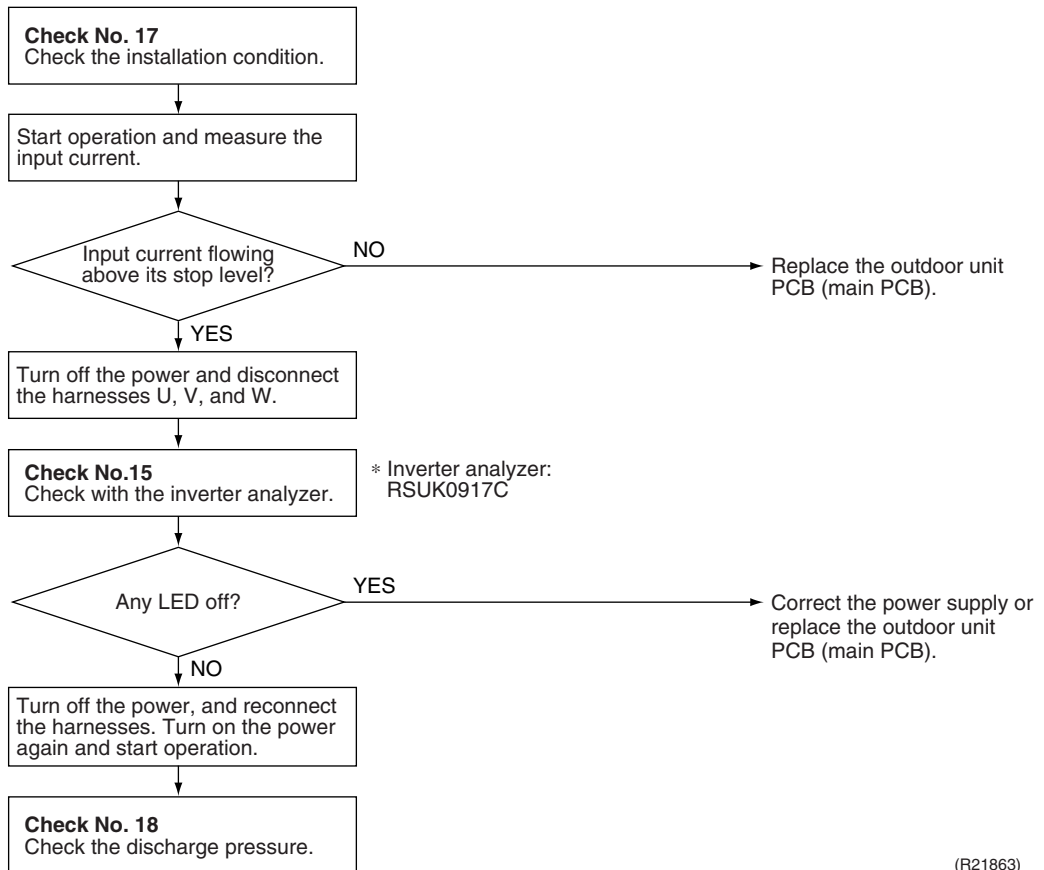 Check No. 17
Check the installation condition.
Start operation and measure the
input current.
Input current flowing
above its stop level?
NO
Replace the outdoor unit
PCB (main PCB).
YES
Turn off the power and disconnect
the harnesses U, V, and W.
Check No.15
Check with the inverter analyzer.
∗ Inverter analyzer:
RSUK0917C
Any LED off?
YES
Correct the power supply or
replace the outdoor unit
PCB (main PCB).
NO
Turn off the power, and reconnect
the harnesses. Turn on the power
again and start operation.
Check No. 18
Check the discharge pressure.
(R21863)